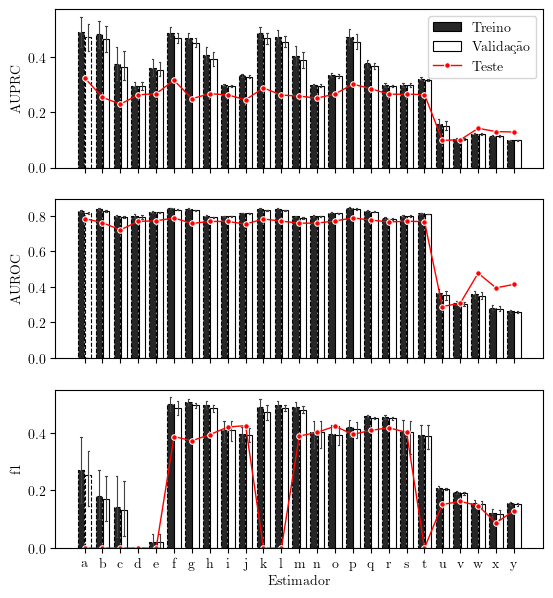 Treino
Validação
Teste
AUPRC
0.4
0.2
0.0
AUROC
0.8
0.6
0.4
0.2
0.0
f1
0.4
0.2
0.0
a b c d e f g h i j k l m n o p q r s t u v w x y
Estimador